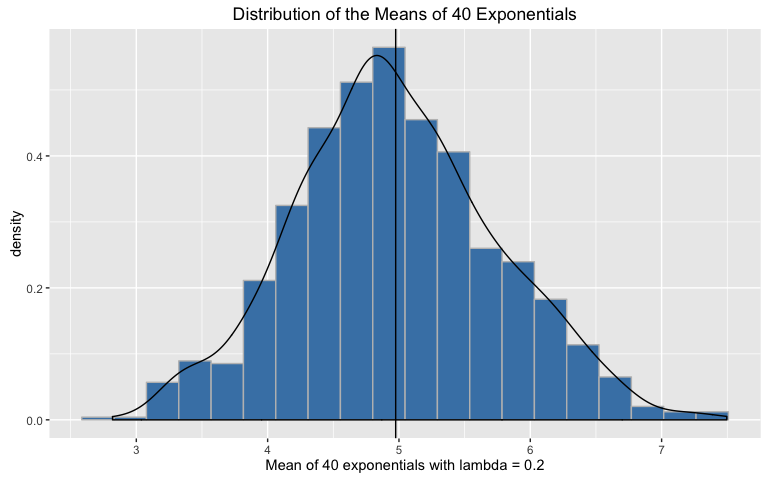 Distribution of the Means of 40 Exponentials
density
0.4
0.2
0.0
3 4 5 6 7
Mean of 40 exponentials with lambda = 0.2